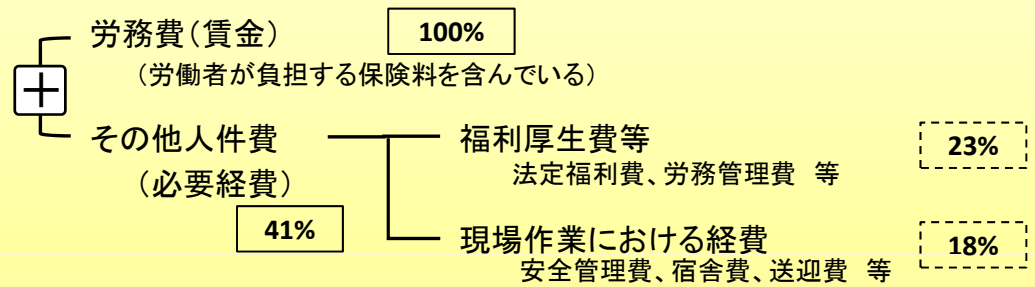 労務費(賃金) 100%
(労働者が負担する保険料を含んでいる)
+
その他人件費
(必要経費)
41%
福利厚生費等 23%
法定福利費、労務管理費 等
現場作業における経費 18%
安全管理費、宿舎費、送迎費 等